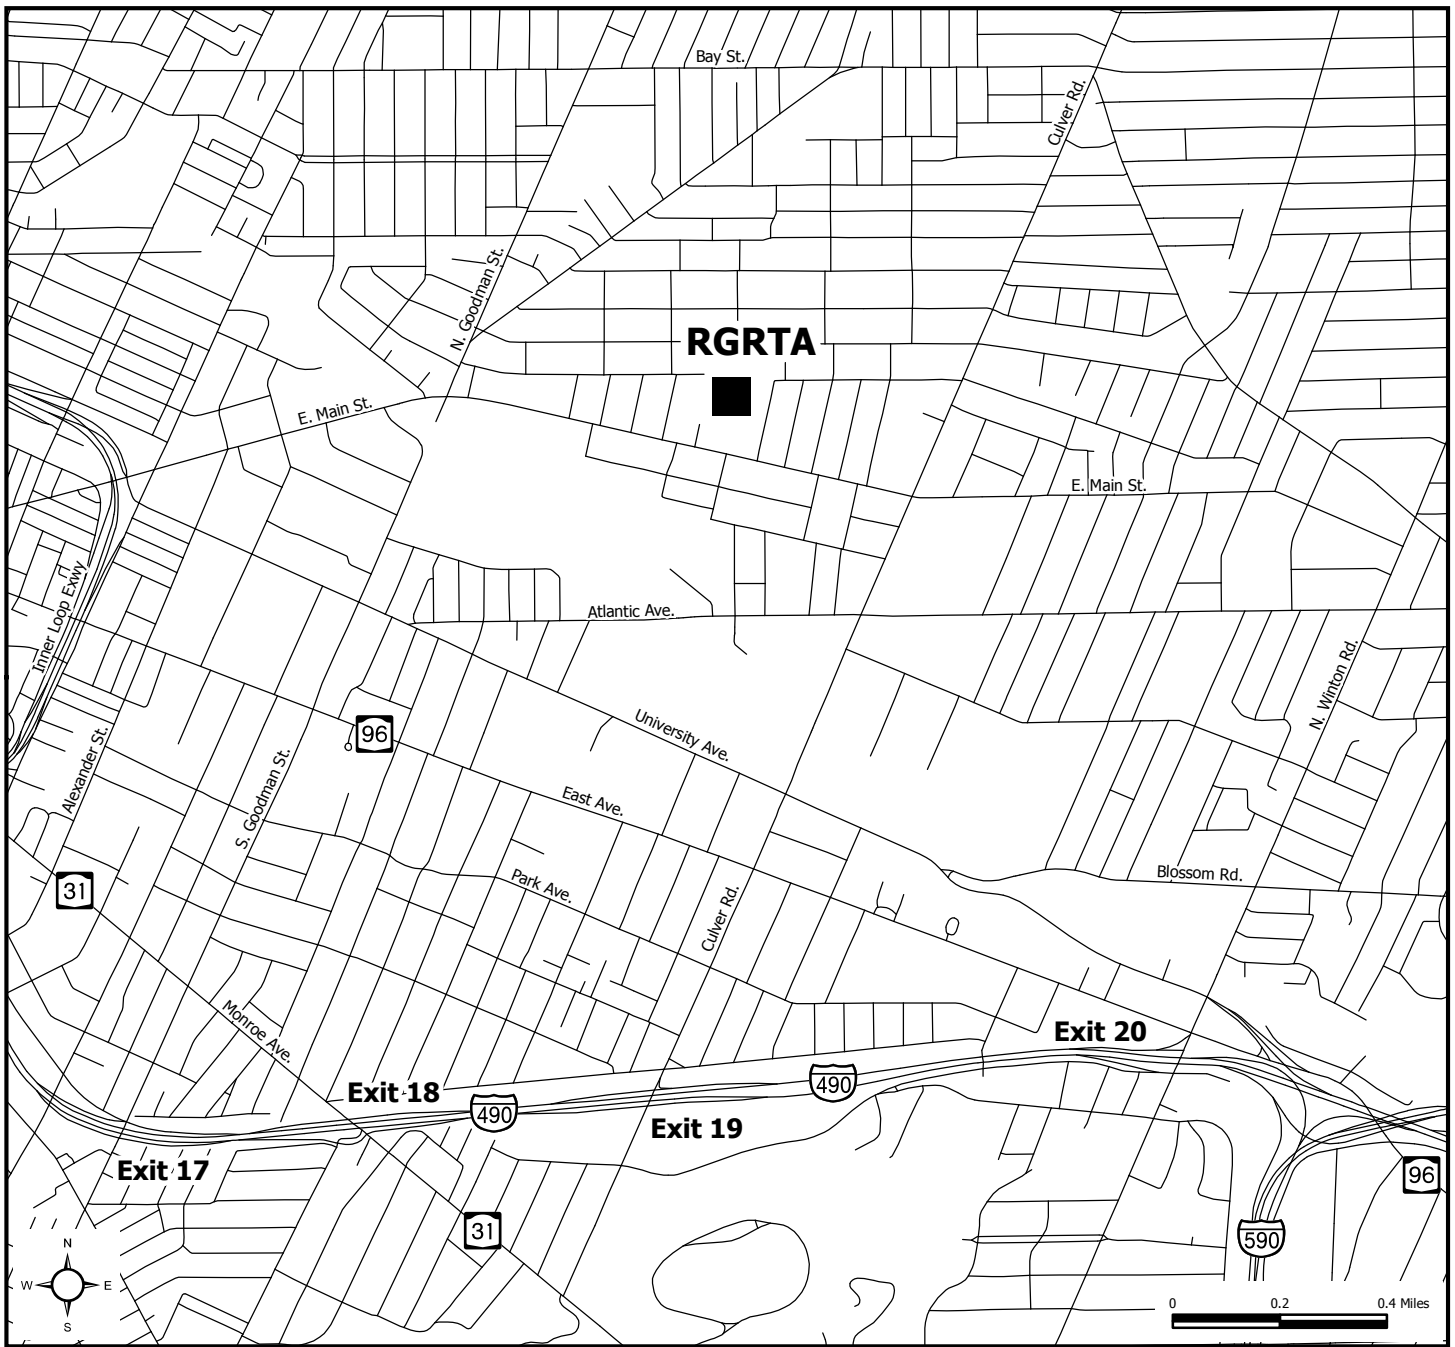 Bay St.
Culver Rd.
N. Goodman St.
RGRTA
E. Main St.
E. Main St.
Inner Loop Exwy
Atlantic Ave.
N. Winton Rd.
96
University Ave.
Alexander St.
S. Goodman St.
East Ave.
31
Park Ave.
Blossom Rd.
Culver Rd.
Monroe Ave.
Exit 20
Exit 18
490
490
Exit 19
Exit 17
96
31
590
N
W
E
S
0
0.2
0.4 Miles